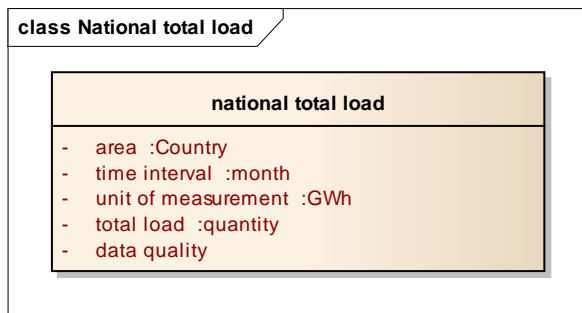 class National total load
national total load
- area :Country
- time interval :month
- unit of measurement :GWh
- total load :quantity
- data quality